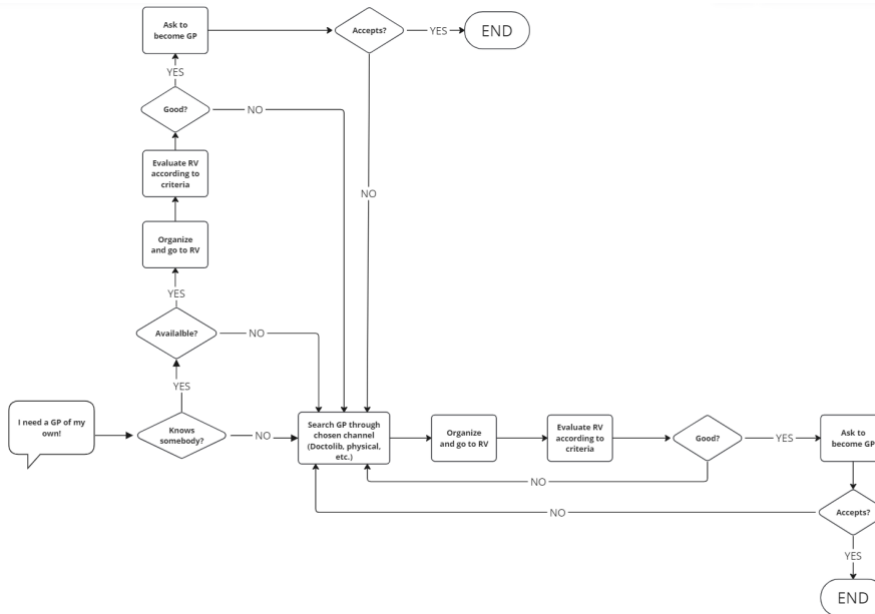 Ask to
become GP
Accepts?
YES
END
YES
Good?
NO
Evaluate RV
according to
criteria
NO
Organize
and go to RV
YES
Availalble?
NO
YES
I need a GP of my
own!
Knows
somebody?
NO
Search GP through
chosen channel
(Doctolib, physical,
etc.)
Organize
and go to RV
Evaluate RV
according to
criteria
Good?
YES
Ask to
become GP
NO
NO
Accepts?
YES
END